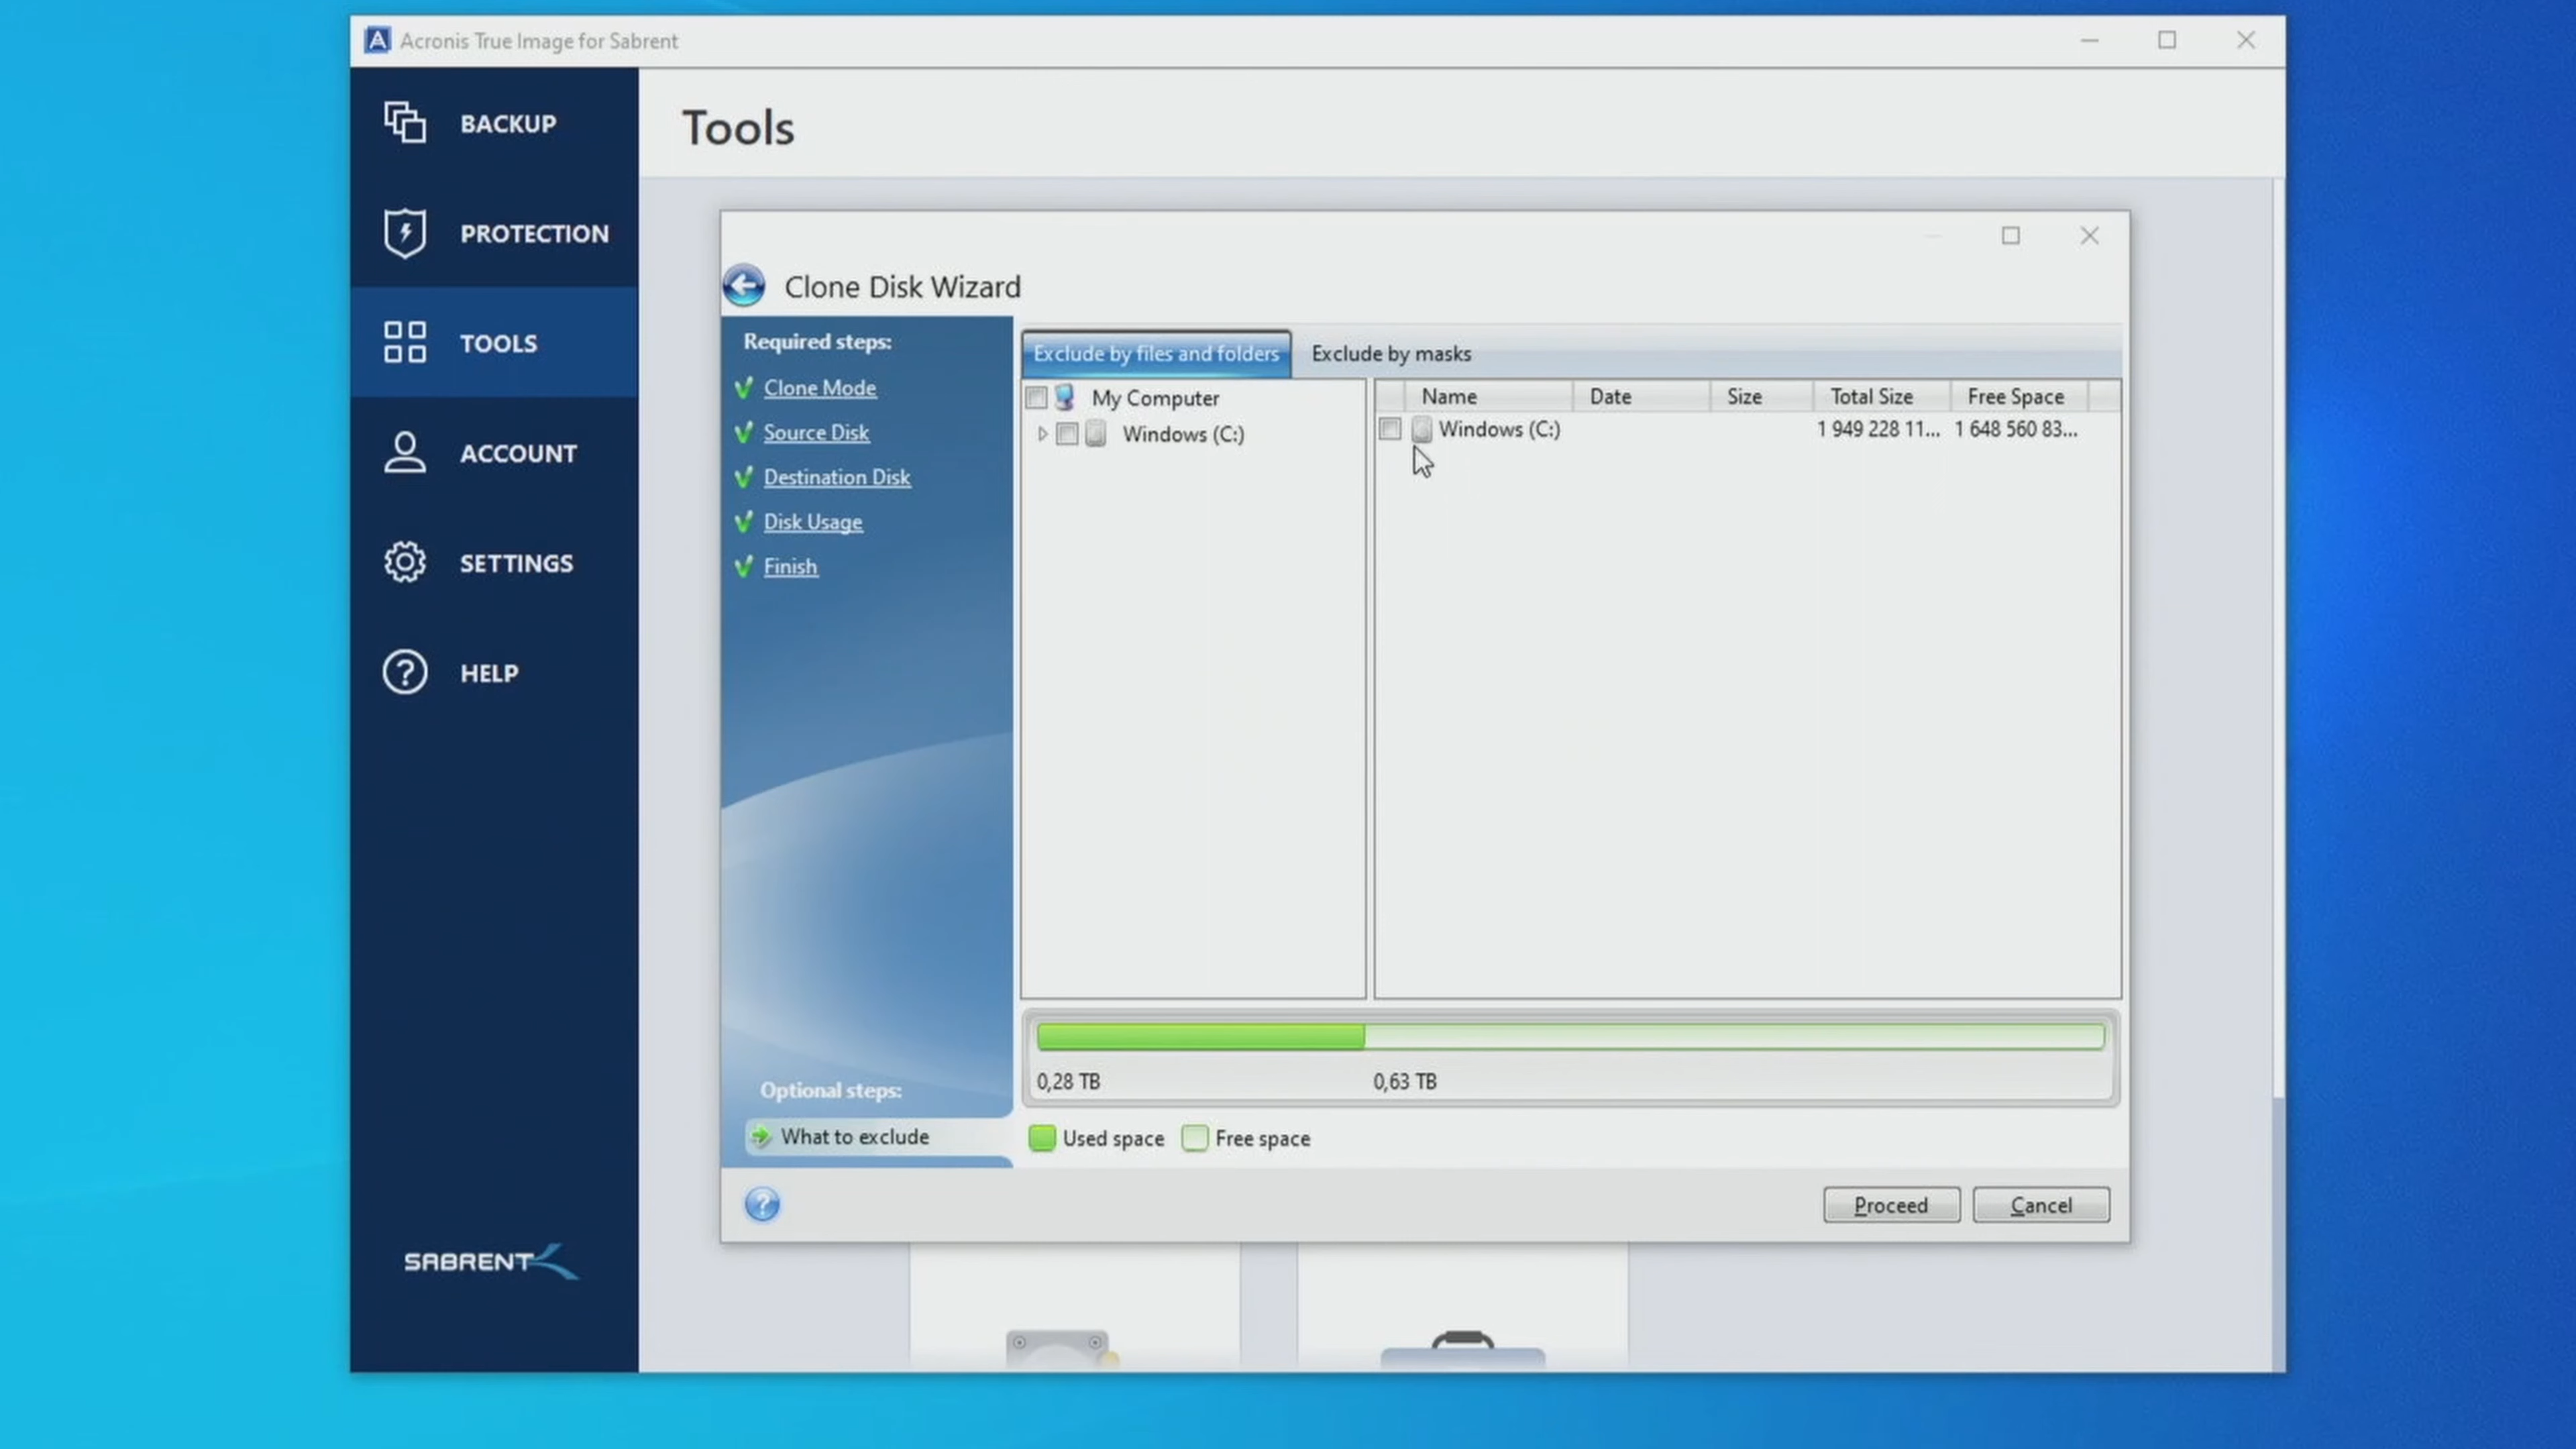 Acronis True Image for Sabrent
BACKUP
PROTECTION
TOOLS
ACCOUNT
SETTINGS
HELP
SABRENT
Tools
Clone Disk Wizard
Required steps:
Clone Mode
Source Disk
Destination Disk
Disk Usage
Finish
Optional steps:
What to exclude
Exclude by files and folders
Exclude by masks
My Computer
Windows (C:)
Name Date Size Total Size Free Space
Windows (C:) 1 949 228 11... 1 648 560 83...
0,28 TB 0,63 TB
Used space Free space
Proceed Cancel